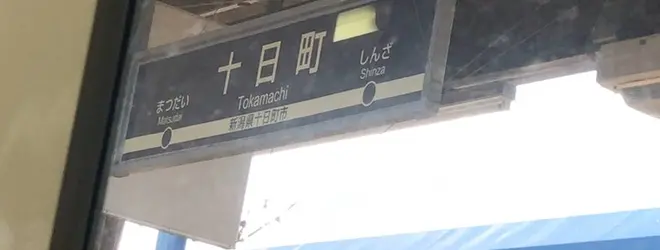 十日町
Tokamachi
新潟県十日町市
まつだい
Matsudai
しんざ
Shinza